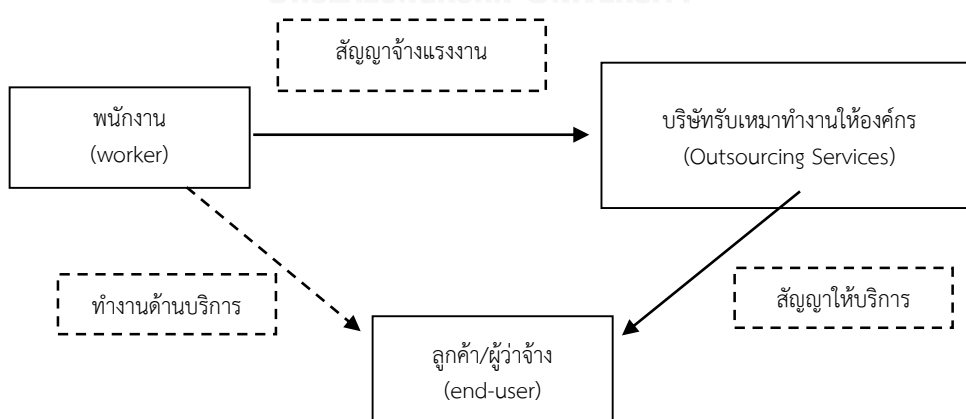 สัญญาจ้างแรงงาน
พนักงาน
(worker)
บริษัทรับเหมาทำงานให้องค์กร
(Outsourcing Services)
ทำงานด้านบริการ
สัญญาให้บริการ
ลูกค้า/ผู้ว่าจ้าง
(end-user)